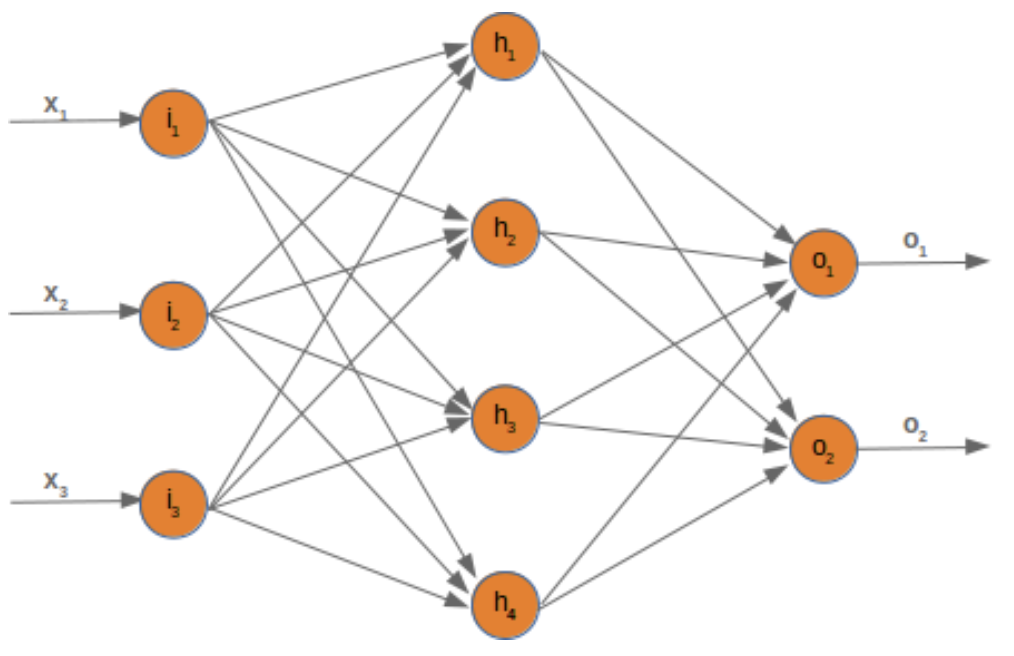 x₁
x₂
x₃
i₁
i₂
i₃
h₁
h₂
h₃
h₄
o₁
o₂
o₁
o₂